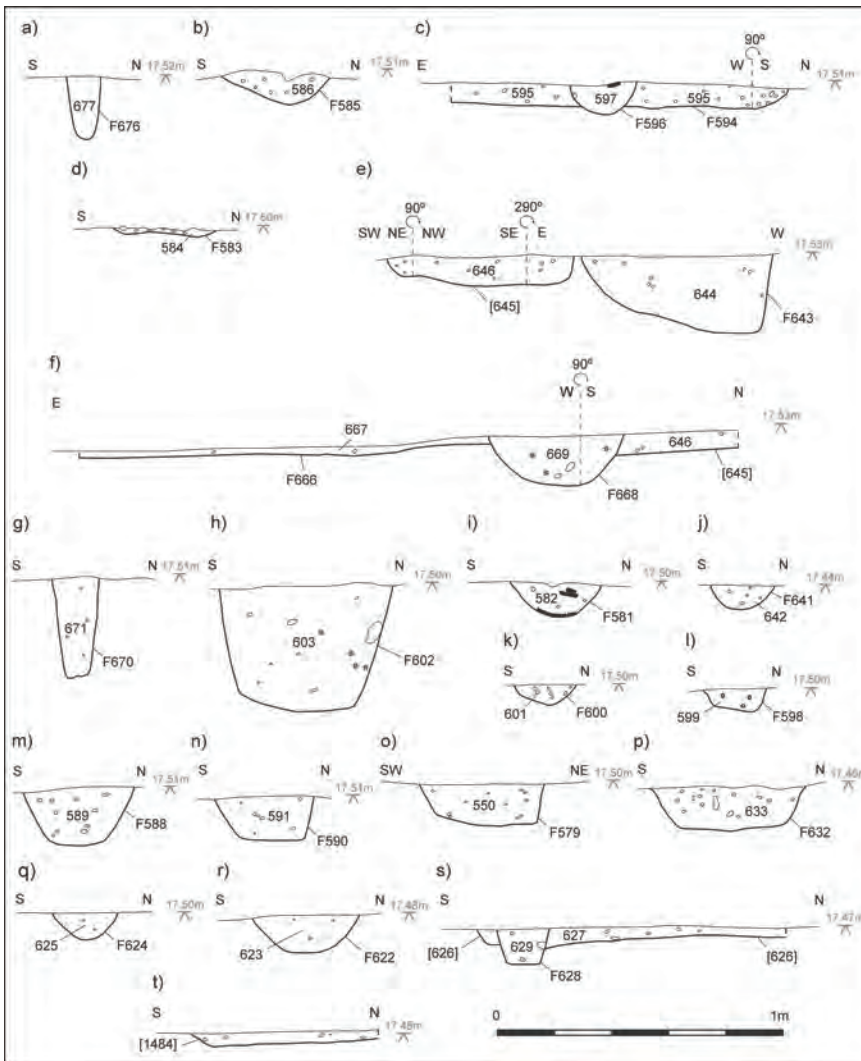 a) b) c)
90°
S N 17.52m S N 17.51m E W S N 17.51m
677 586 595 597 595
F676 F585 F596 F594
d) e)
90° 290°
S N SW NE NW SE E W
584 F583 646 644 17.53m
[645] F643
f)
90°
E W S N
17.53m
667 669 646
F666 F668 [645]
g) h) i) j)
S N 17.51m S N 17.50m S N 17.50m S N
671 603 582 F581 F641
F670 F602 642
k) l)
S N 17.50m S N 17.50m
601 F600 599 F598
m) n) o) p)
S N 17.51m S N 17.51m SW NE 17.50m S N
589 591 550 633
F588 F590 F579 F632
q) r) s)
S N 17.50m S N 17.48m S N 17.47m
625 F624 623 F622 [626] 629 627 [626]
F628
t)
S N 17.48m
[1484]
0 1m